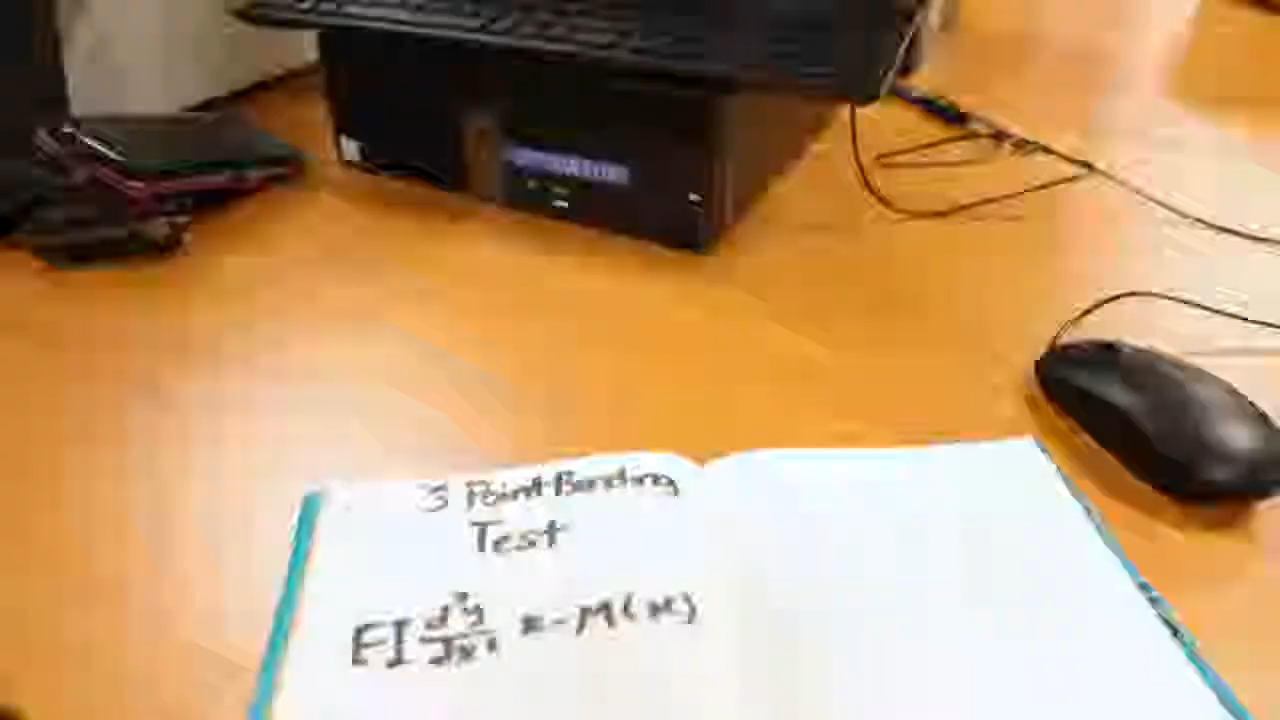 3 Point Bending
Test
EI d²y/dx² = -M(x)